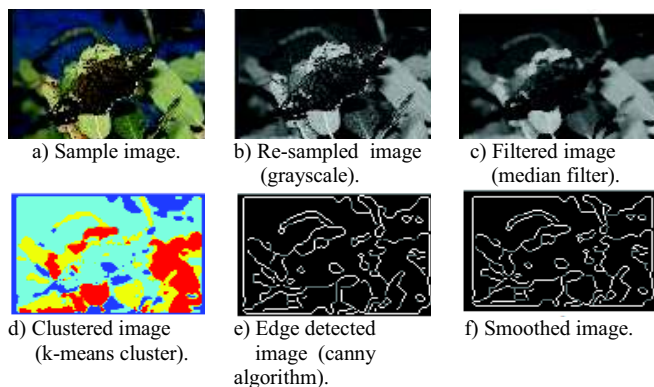 a) Sample image.
b) Re-sampled image
(grayscale).
c) Filtered image
(median filter).
d) Clustered image
(k-means cluster).
e) Edge detected
image (canny
algorithm).
f) Smoothed image.